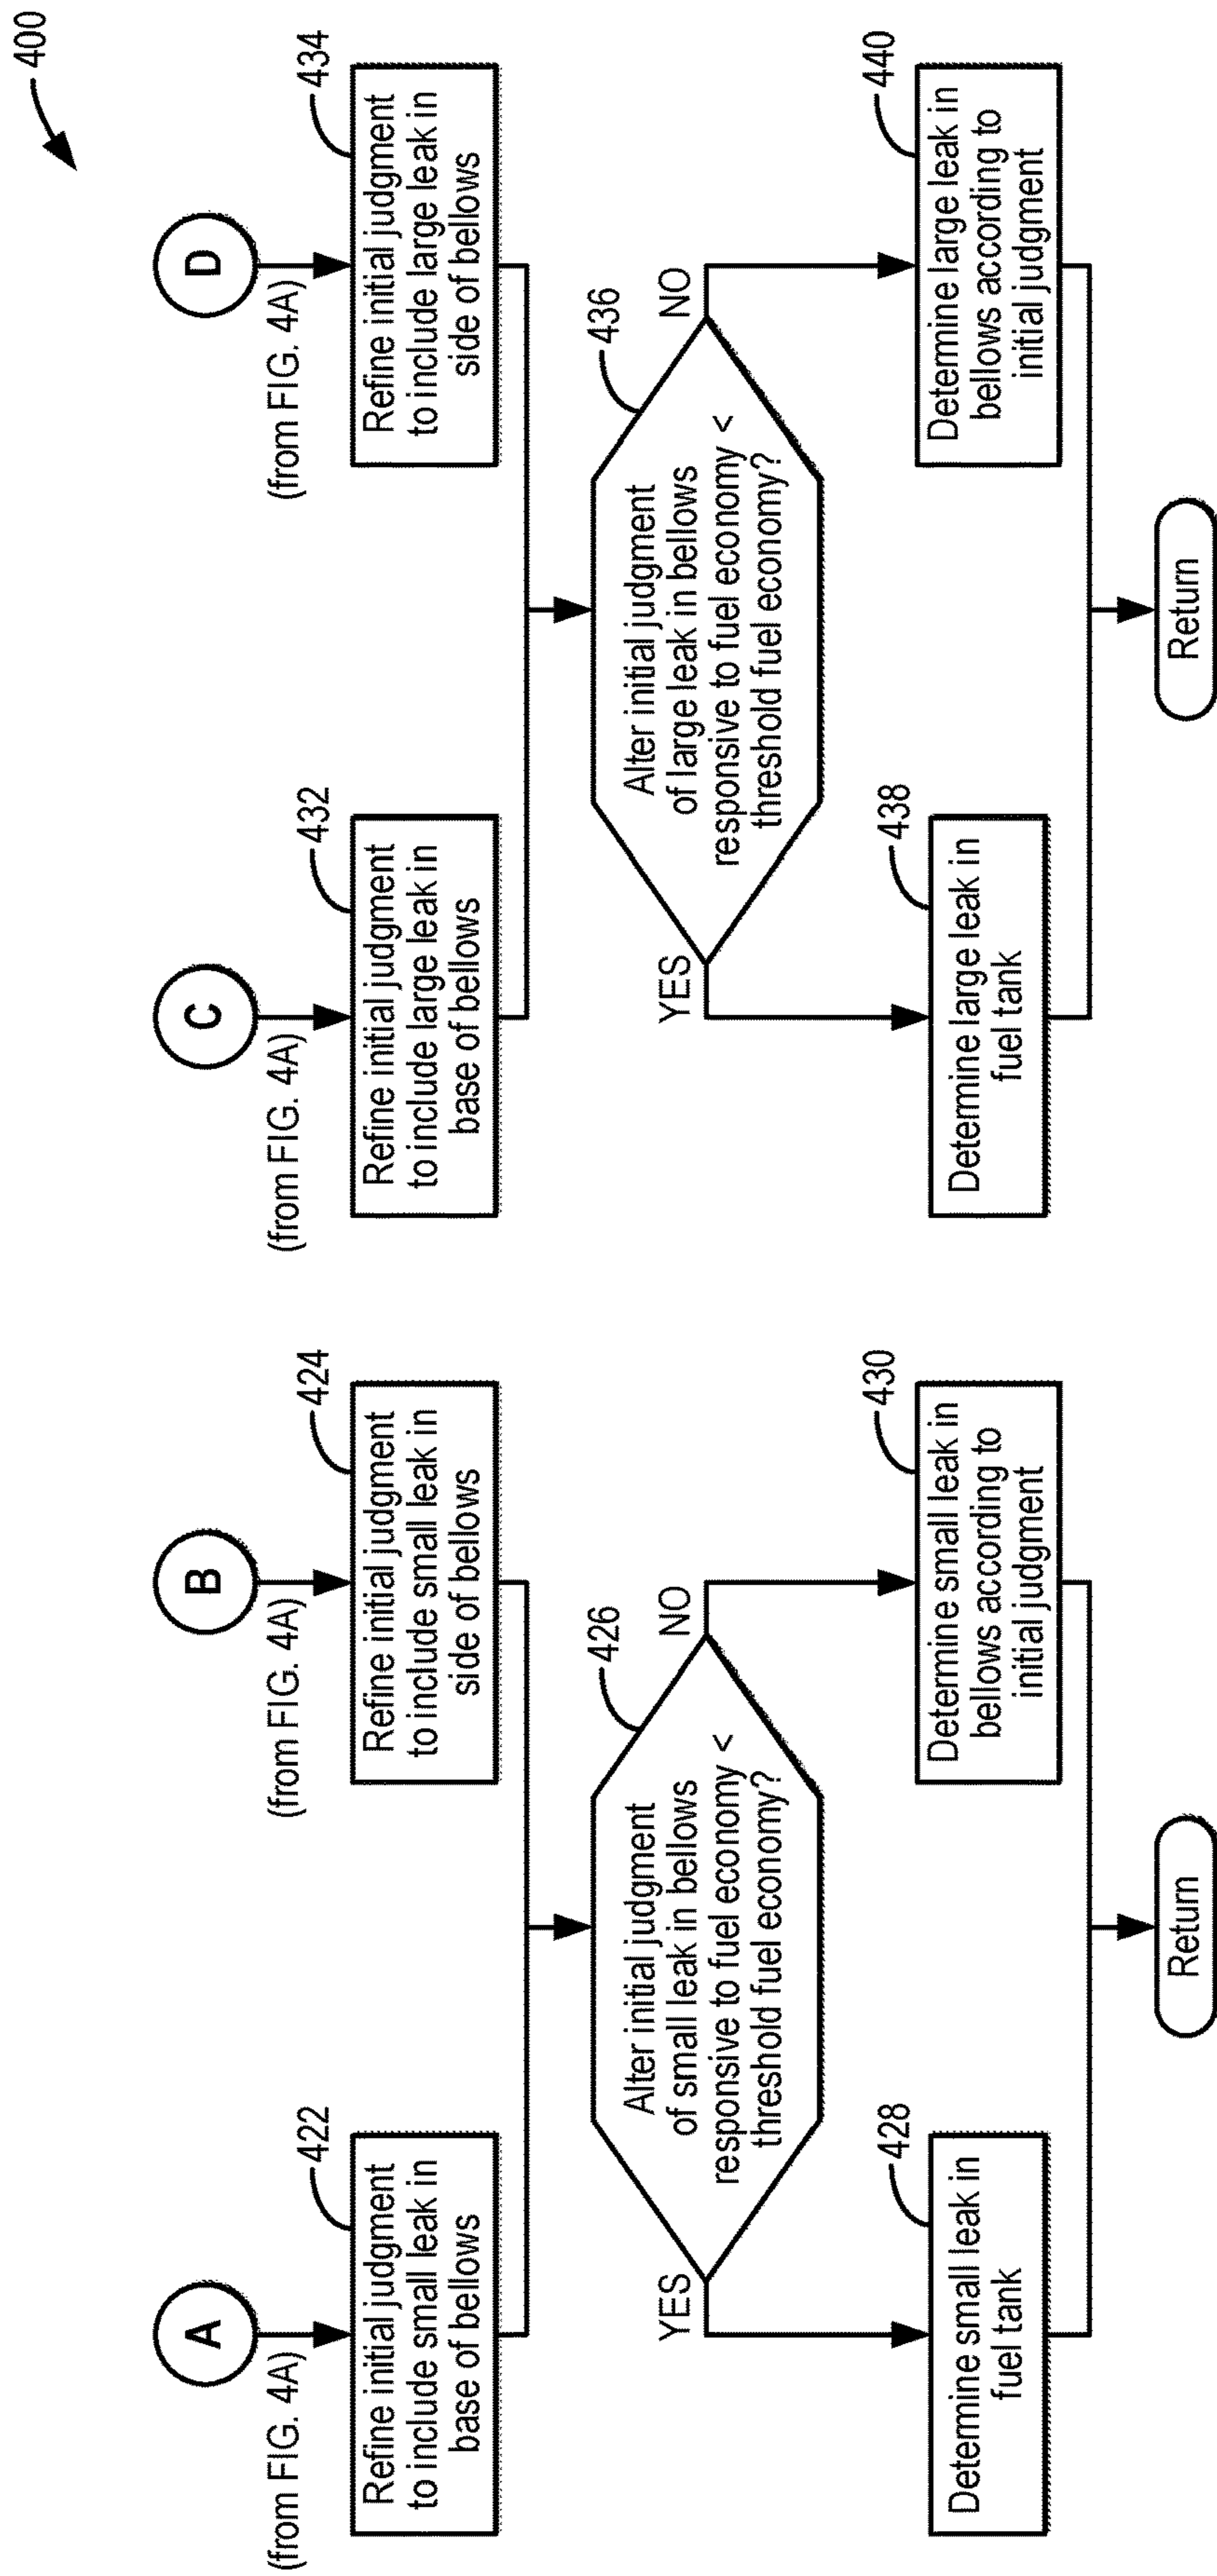 400
A
(from FIG. 4A)
422
Refine initial judgment
to include small leak in
base of bellows
B
(from FIG. 4A)
424
Refine initial judgment
to include small leak in
side of bellows
426
Alter initial judgment
of small leak in bellows
responsive to fuel economy <
threshold fuel economy?
YES
NO
428
Determine small leak in
fuel tank
430
Determine small leak in
bellows according to
initial judgment
Return
C
(from FIG. 4A)
432
Refine initial judgment
to include large leak in
base of bellows
D
(from FIG. 4A)
434
Refine initial judgment
to include large leak in
side of bellows
436
Alter initial judgment
of large leak in bellows
responsive to fuel economy <
threshold fuel economy?
YES
NO
438
Determine large leak in
fuel tank
440
Determine large leak in
bellows according to
initial judgment
Return